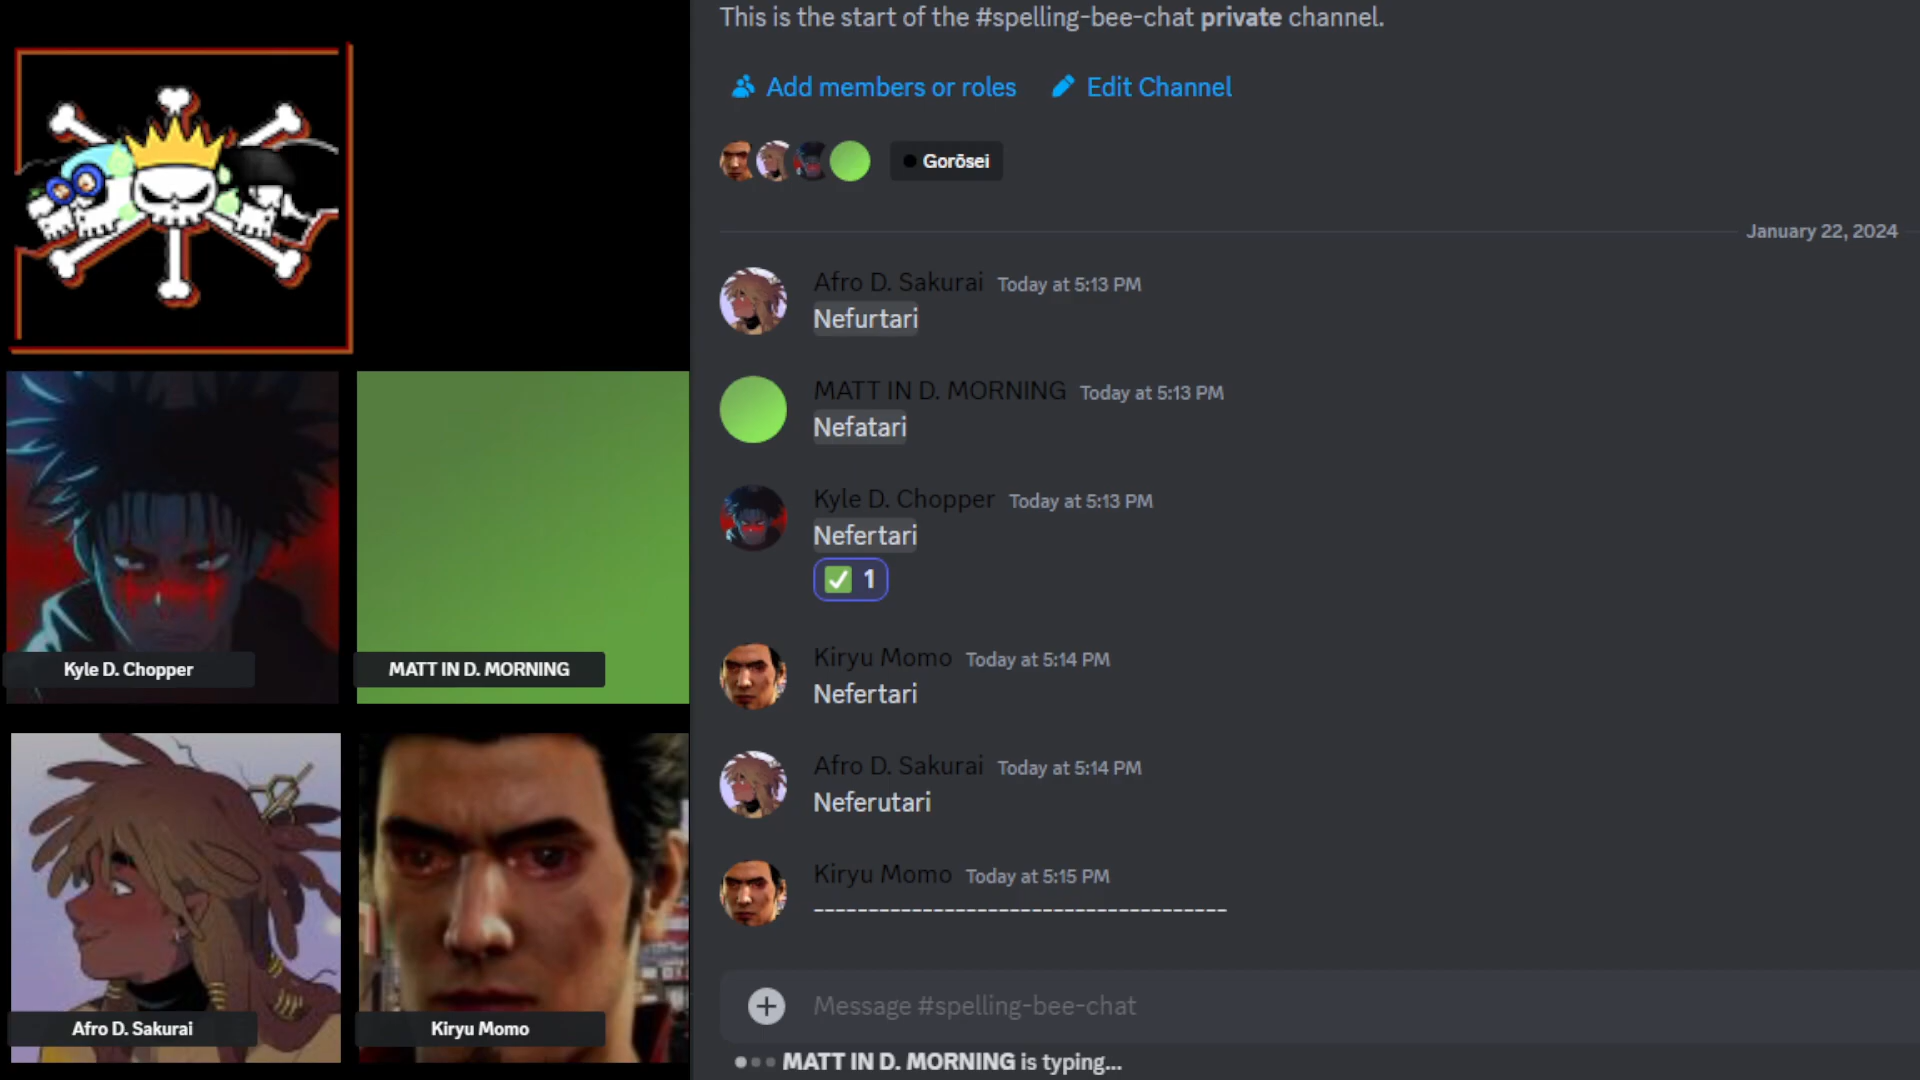 This is the start of the #spelling-bee-chat private channel.
Add members or roles Edit Channel
Gorōsei
January 22, 2024
Afro D. Sakurai Today at 5:13 PM
Nefurtari
MATT IN D. MORNING Today at 5:13 PM
Nefatari
Kyle D. Chopper Today at 5:13 PM
Nefertari
✅ 1
Kiryu Momo Today at 5:14 PM
Nefertari
Afro D. Sakurai Today at 5:14 PM
Neferutari
Kiryu Momo Today at 5:15 PM
--------------------------------------
Message #spelling-bee-chat
MATT IN D. MORNING is typing...
Kyle D. Chopper
MATT IN D. MORNING
Afro D. Sakurai
Kiryu Momo